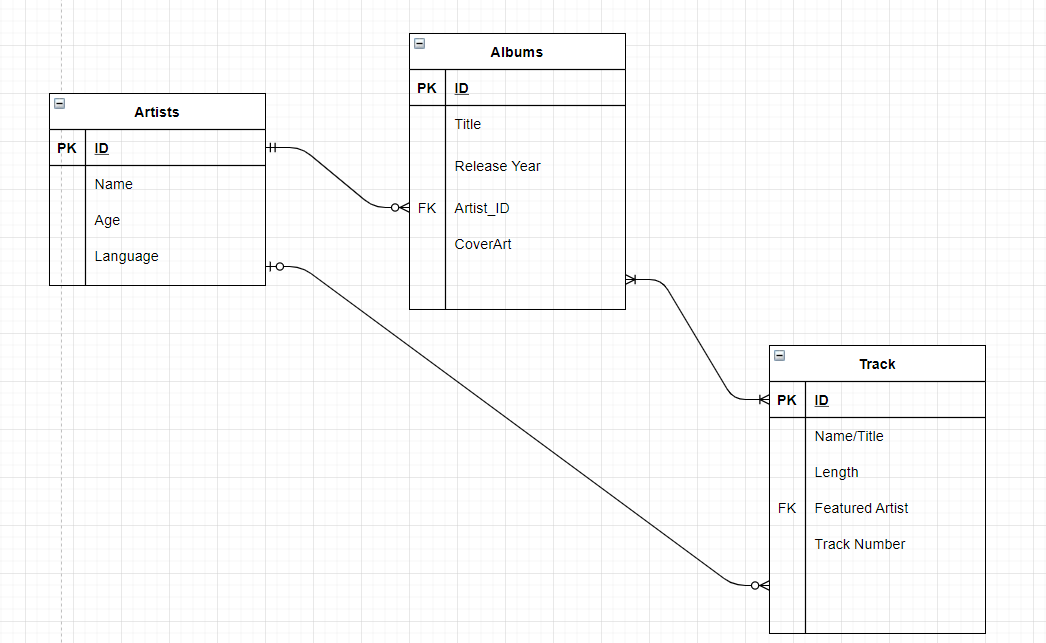 Artists
PK ID
Name
Age
Language
Albums
PK ID
Title
Release Year
FK Artist_ID
CoverArt
Track
PK ID
Name/Title
Length
FK Featured Artist
Track Number